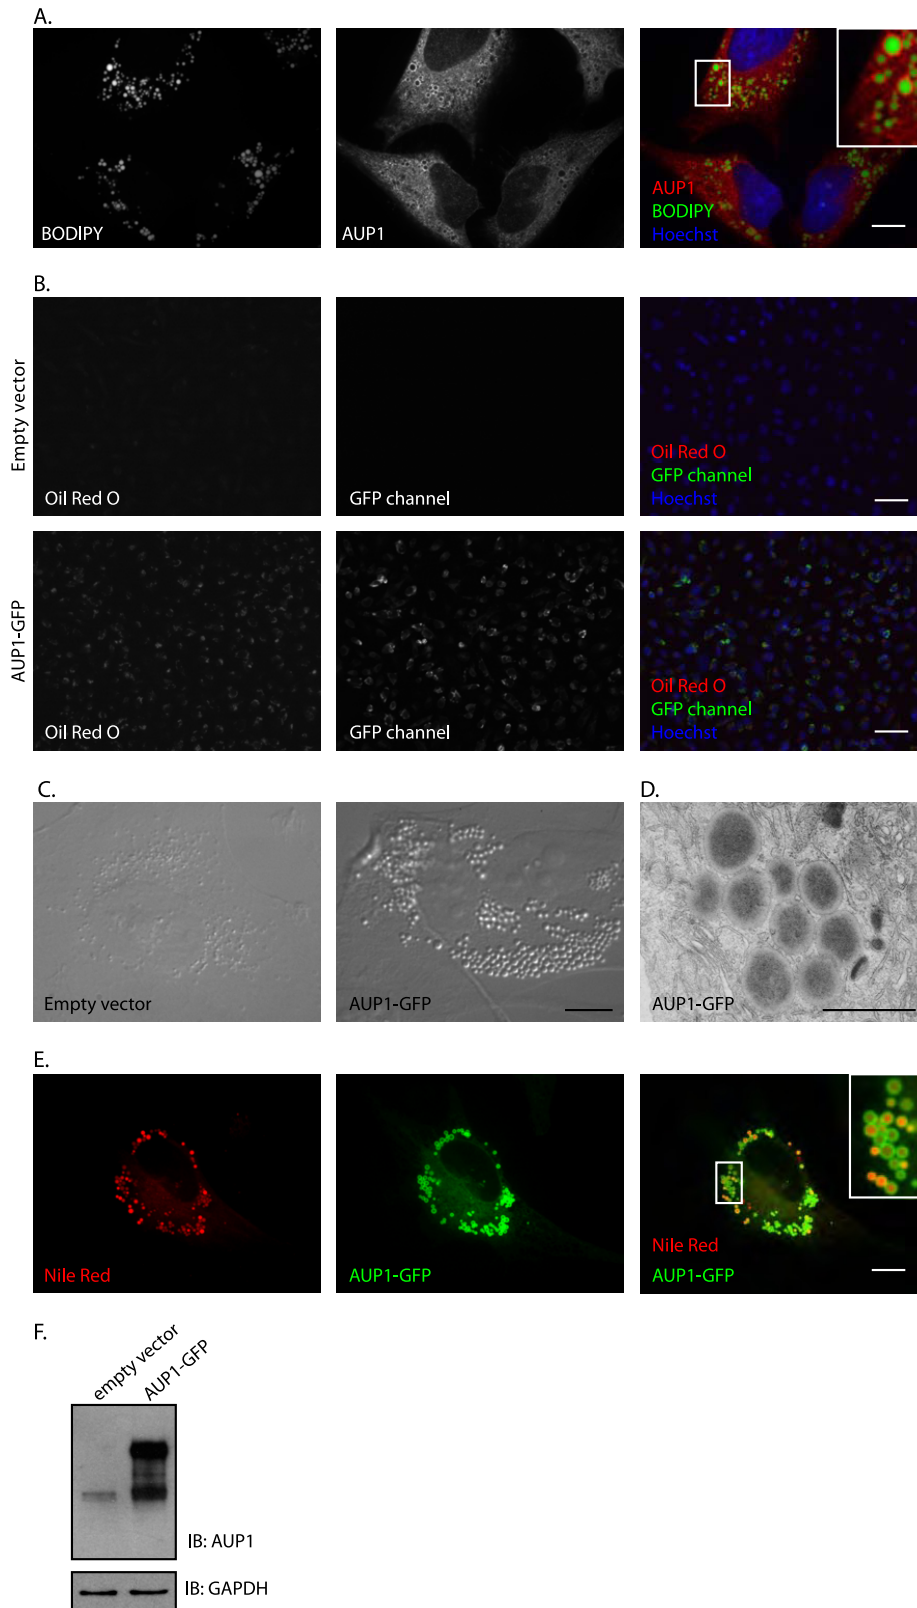 A.
BODIPY
AUP1
AUP1
BODIPY
Hoechst
B.
Empty vector
Oil Red O
GFP channel
Oil Red O
GFP channel
Hoechst
AUP1-GFP
Oil Red O
GFP channel
Oil Red O
GFP channel
Hoechst
C.
D.
Empty vector
AUP1-GFP
AUP1-GFP
E.
Nile Red
AUP1-GFP
Nile Red
AUP1-GFP
F.
empty vector
AUP1-GFP
IB: AUP1
IB: GAPDH